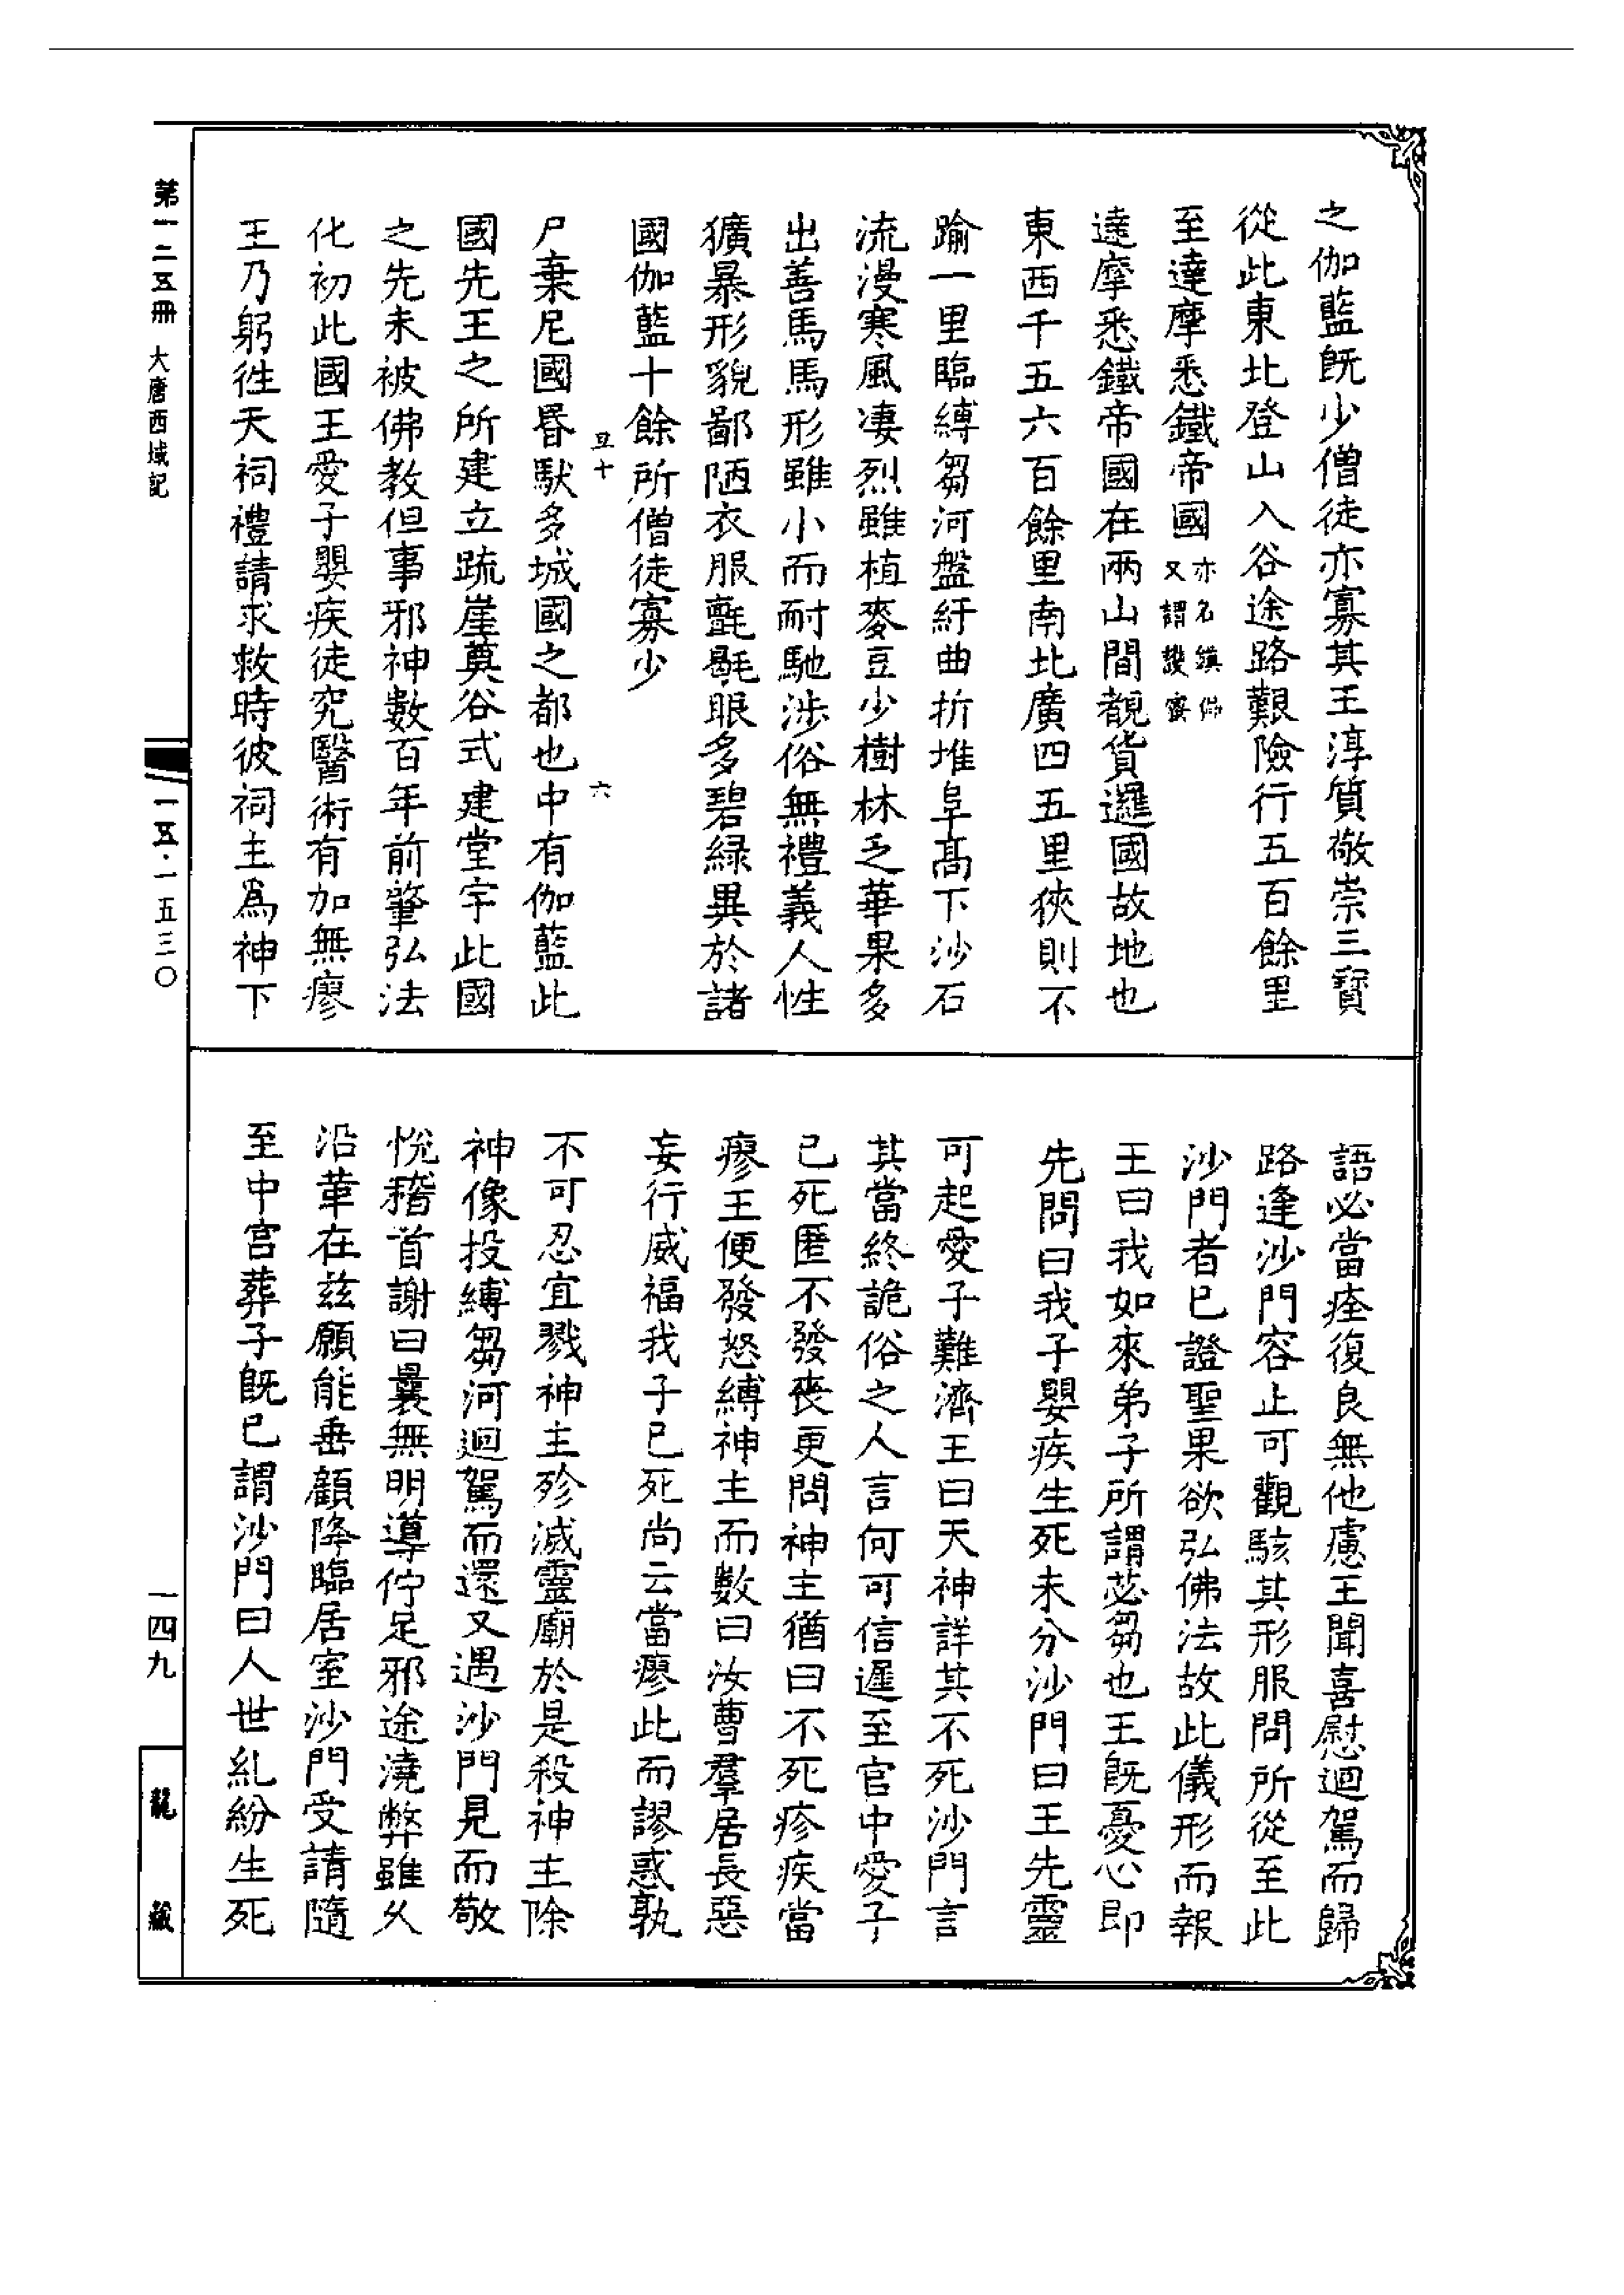 之伽藍既少僧徒亦寡其王淳質敬崇三寶
從此東北登山入谷途路艱險行五百餘里
至達摩悉鐵帝國亦名鎮侃又謂護蜜
達摩悉鐵帝國在兩山間覩貨邏國故地也
東西千五六百餘里南北廣四五里狹則不
踰一里臨縛芻河盤紆曲折堆阜髙下沙石
流漫寒風凄烈雖植麥豆少樹林乏華果多
出善馬馬形雖小而耐馳涉俗無禮義人性
獷暴形貌鄙陋衣服氈毼眼多碧緑異於諸
國伽藍十餘所僧徒寡少
丑十 六
尸棄尼國昬馱多城國之都也中有伽藍此
國先王之所建立䟽崖奠谷式建堂宇此國
之先未被佛教但事邪神數百年前肇弘法
化初此國王愛子嬰疾徒究醫術有加無瘳
王乃躬徃天祠禮請求救時彼祠主爲神下
語必當痊復良無他慮王聞喜慰迴駕而歸
路逢沙門容止可觀駭其形服問所從至此
沙門者已證聖果欲弘佛法故此儀形而報
王曰我如來弟子所謂苾芻也王既憂心即
先問曰我子嬰疾生死未分沙門曰王先靈
可起愛子難濟王曰天神詳其不死沙門言
其當終詭俗之人言何可信遲至官中愛子
已死匿不發喪更問神主猶曰不死疹疾當
瘳王便發怒縛神主而數曰汝曹羣居長惡
妄行威福我子已死尚云當瘳此而謬惑孰
不可忍宜戮神主殄滅靈廟於是殺神主除
神像投縛芻河迴駕而還又遇沙門見而敬
悅稽首謝曰曩無明導佇足邪途澆弊雖久
沿革在兹願能垂顧降臨居室沙門受請隨
至中宮葬子既已謂沙門曰人世糺紛生死
第一二五冊 大唐西域記
一五·一五三〇
一四九
龍藏